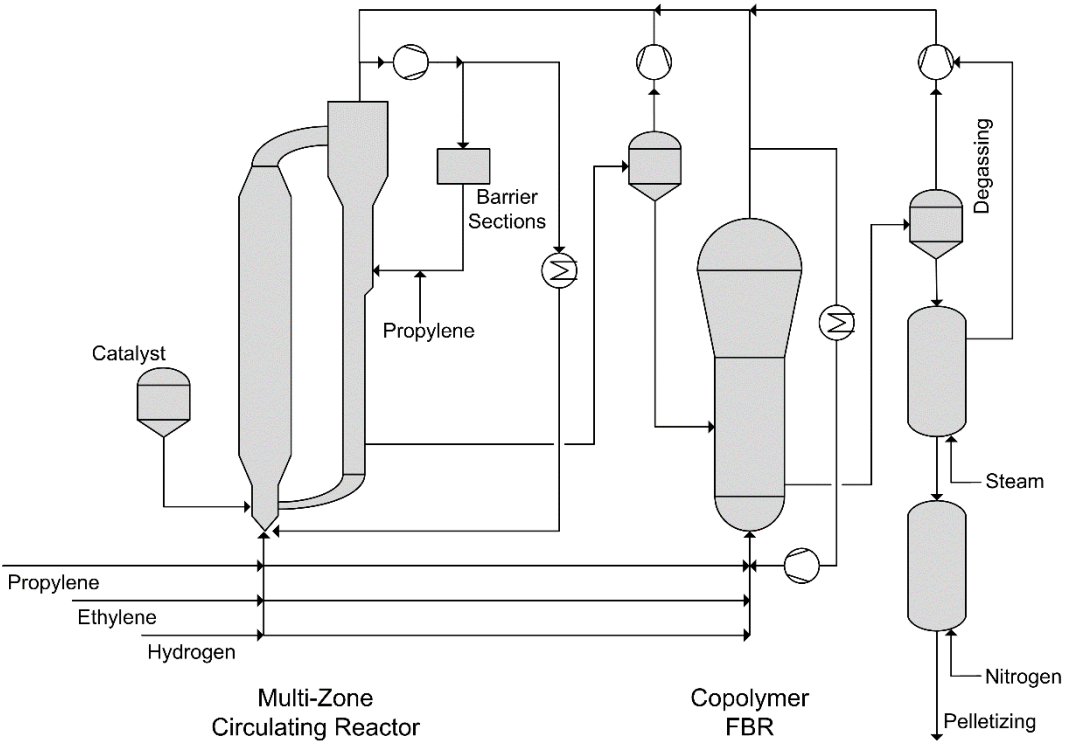 Degassing
Barrier
Sections
Propylene
Catalyst
Steam
Propylene
Ethylene
Hydrogen
Nitrogen
Multi-Zone
Circulating Reactor
Copolymer
FBR
Pelletizing